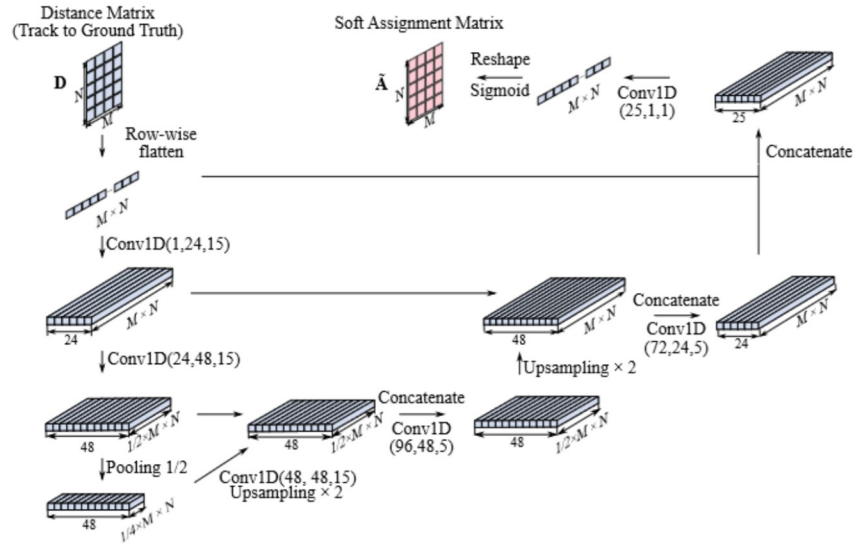 Distance Matrix
(Track to Ground Truth)
D
N
M
Row-wise
flatten
M × N
Conv1D(1,24,15)
24
M × N
Conv1D(24,48,15)
48
1/2×M × N
Pooling 1/2
48
1/4×M × N
Conv1D(48, 48,15)
Upsampling × 2
48
1/2×M × N
Concatenate
Conv1D
(96,48,5)
48
1/2×M × N
Upsampling × 2
48
M × N
Concatenate
Conv1D
(72,24,5)
24
M × N
Concatenate
25
M × N
Conv1D
(25,1,1)
M × N
Reshape
Sigmoid
Soft Assignment Matrix
Ã
N
M